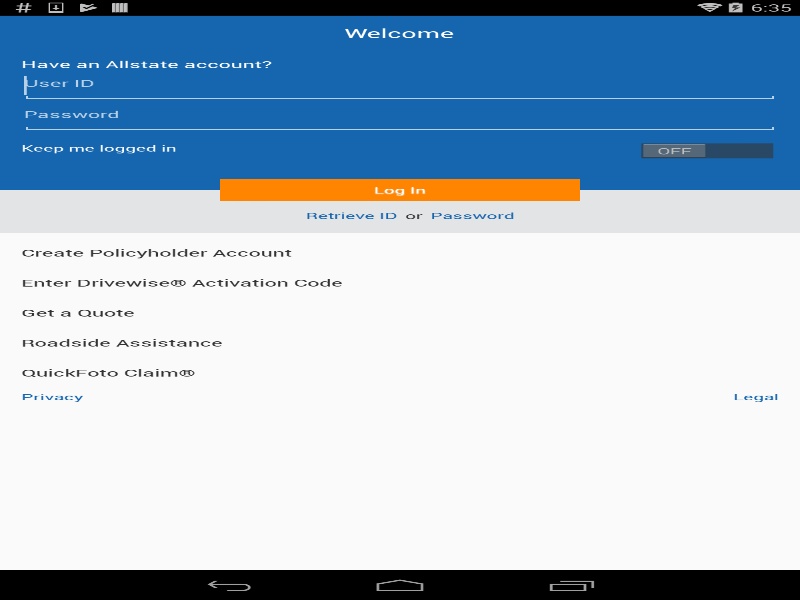 6:35
Welcome
Have an Allstate account?
User ID
Password
Keep me logged in
OFF
Log In
Retrieve ID or Password
Create Policyholder Account
Enter Drivewise® Activation Code
Get a Quote
Roadside Assistance
QuickFoto Claim®
Privacy Legal